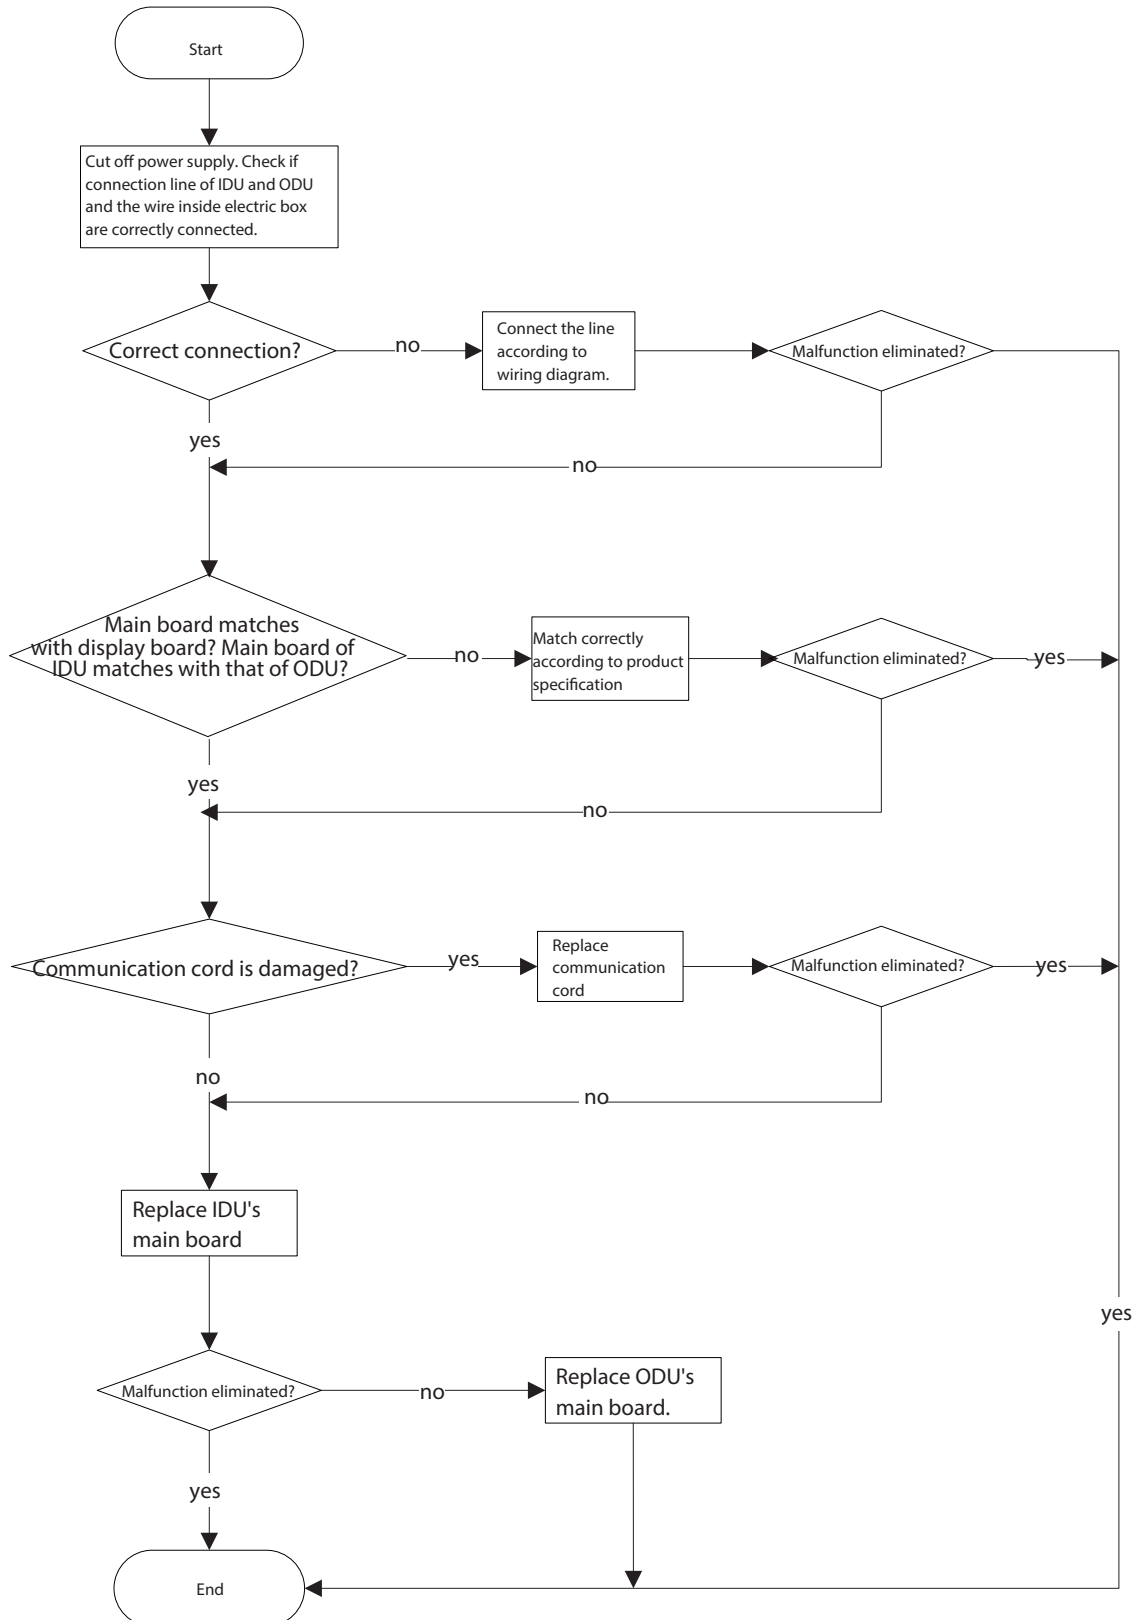 Start
Cut off power supply. Check if
connection line of IDU and ODU
and the wire inside electric box
are correctly connected.
Correct connection?
no
Connect the line
according to
wiring diagram.
Malfunction eliminated?
yes
no
Main board matches
with display board? Main board of
IDU matches with that of ODU?
no
Match correctly
according to product
specification
Malfunction eliminated?
yes
yes
no
Communication cord is damaged?
yes
Replace
communication
cord
Malfunction eliminated?
yes
no
no
Replace IDU's
main board
yes
Malfunction eliminated?
no
Replace ODU's
main board.
yes
End